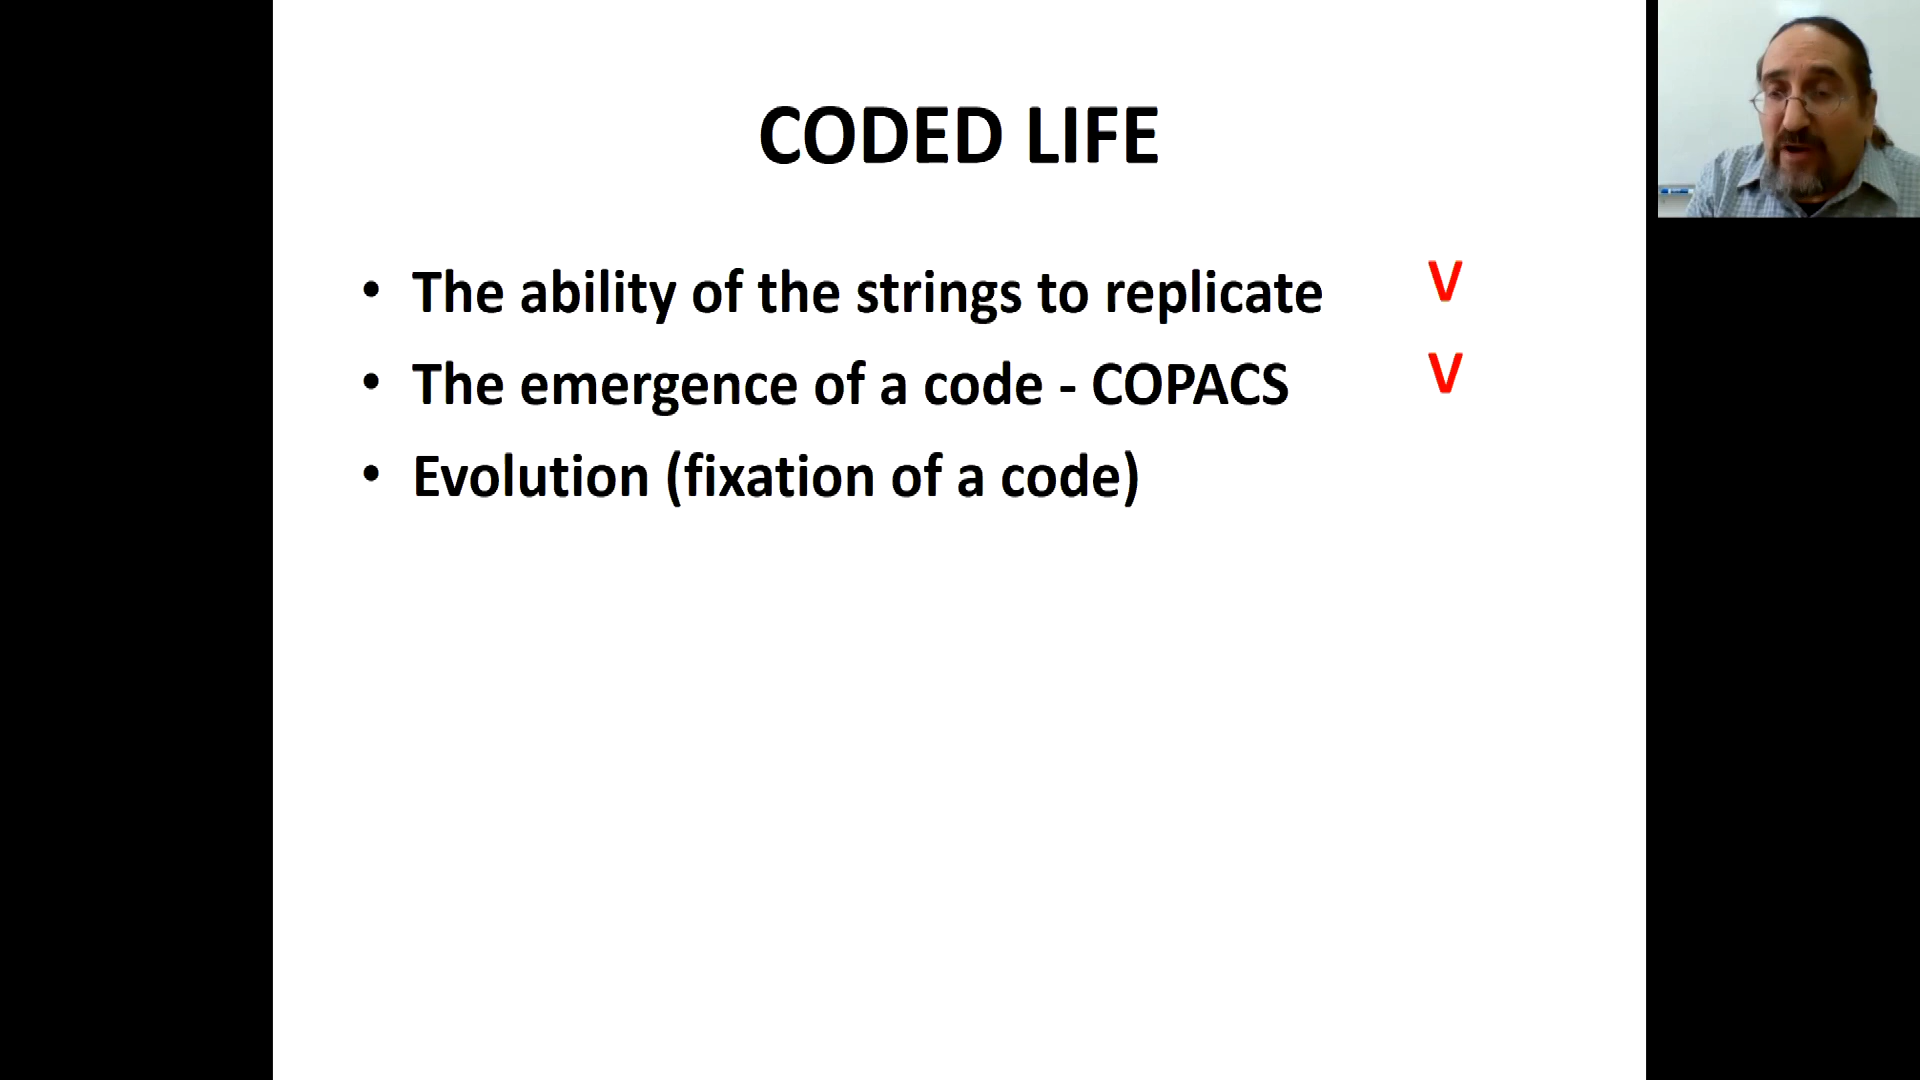 CODED LIFE
• The ability of the strings to replicate V
• The emergence of a code - COPACS V
• Evolution (fixation of a code)